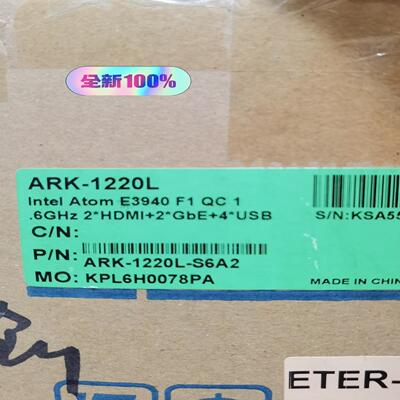 全新100%
ARK-1220L
Intel Atom E3940 F1 QC 1
.6GHz 2*HDMI+2*GbE+4*USB
S/N:KSA55
C/N:
P/N:
ARK-1220L-S6A2
MO: KPL6H0078PA
MADE IN CHIN
ETER-